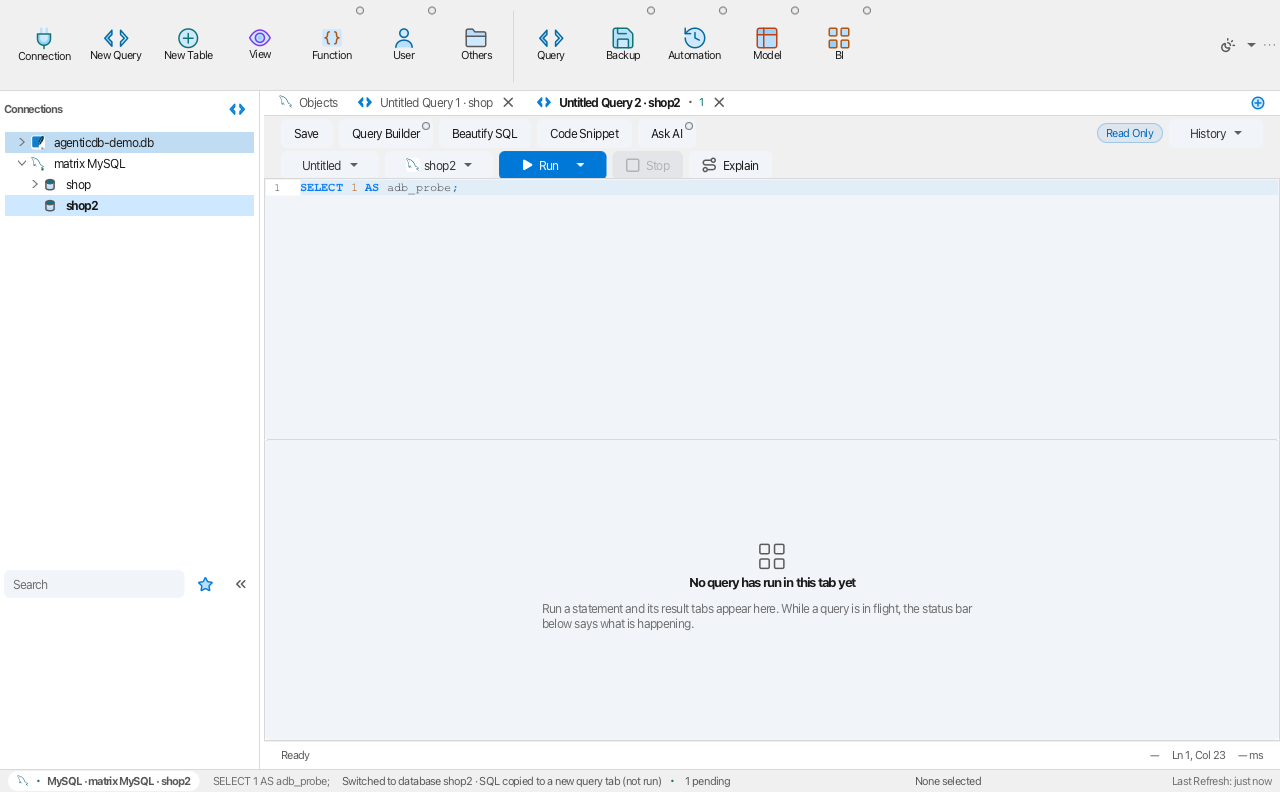 Connection New Query New Table View Function User Others Query Backup Automation Model BI
Connections
Objects Untitled Query 1 · shop Untitled Query 2 · shop2 • 1
Save Query Builder Beautify SQL Code Snippet Ask AI Read Only History
agenticdb-demo.db
matrix MySQL
shop
shop2
Untitled shop2 Run Stop Explain
1 SELECT 1 AS adb_probe;
No query has run in this tab yet
Run a statement and its result tabs appear here. While a query is in flight, the status bar
below says what is happening.
Search
Ready — Ln 1, Col 23 — ms
• MySQL · matrix MySQL · shop2 SELECT 1 AS adb_probe; Switched to database shop2 · SQL copied to a new query tab (not run) • 1 pending None selected Last Refresh: just now